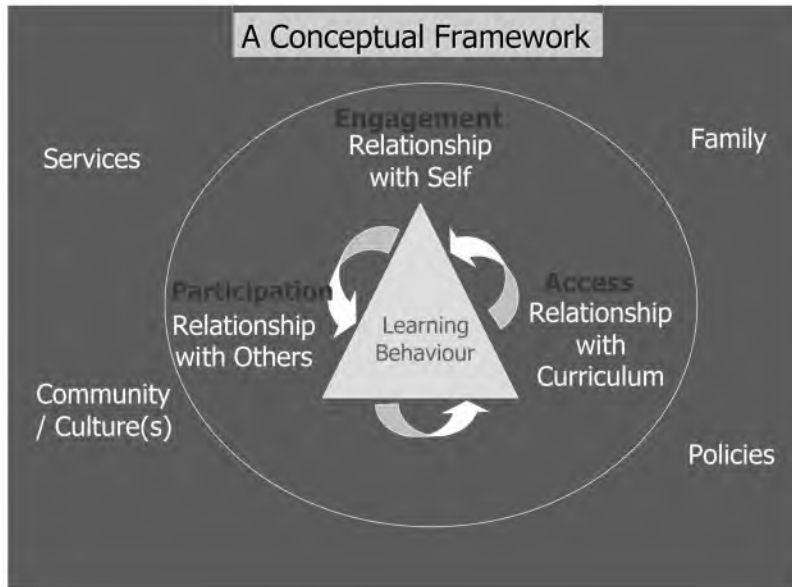 A Conceptual Framework
Engagement
Relationship
with Self
Services
Family
Participation
Relationship
with Others
Learning
Behaviour
Access
Relationship
with
Curriculum
Community
/ Culture(s)
Policies